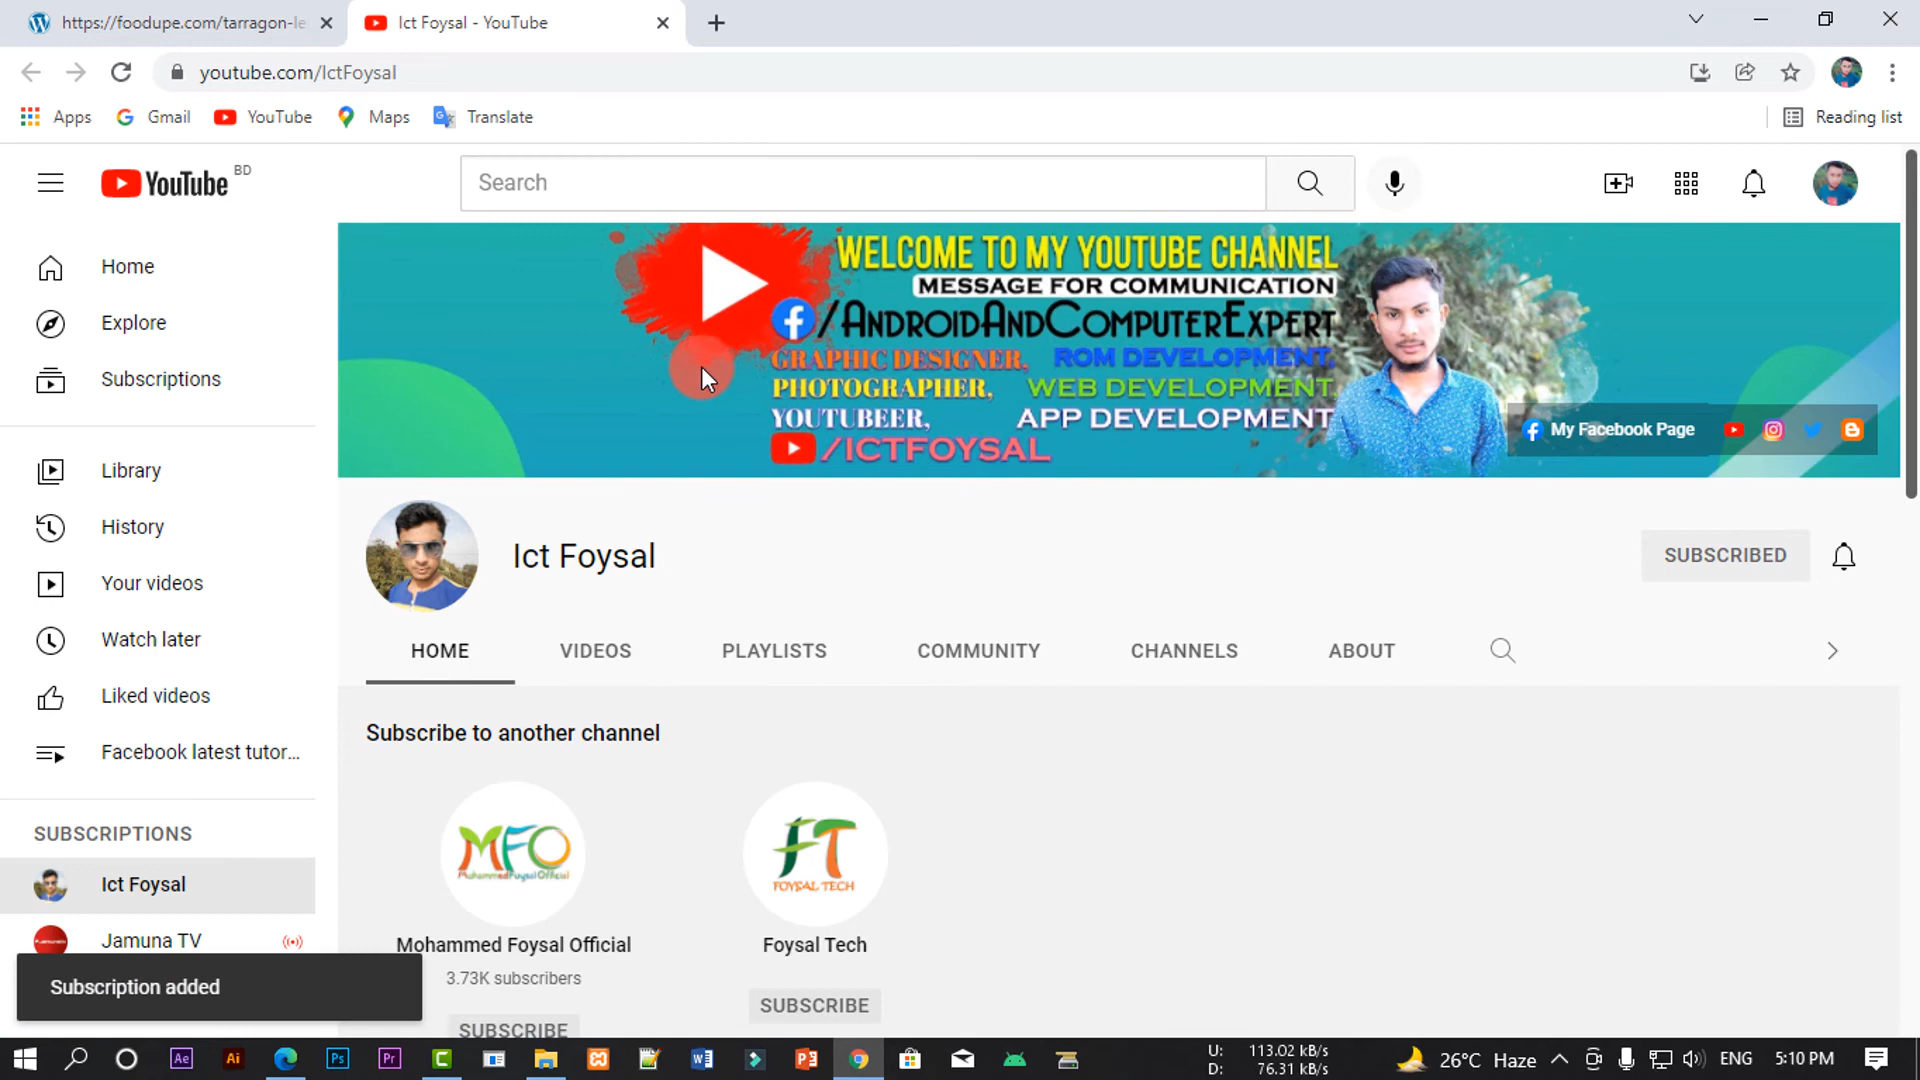 https://foodupe.com/tarragon-le
Ict Foysal - YouTube
youtube.com/IctFoysal
Apps
Gmail
YouTube
Maps
Translate
Reading list
YouTube BD
Search
Home
Explore
Subscriptions
Library
History
Your videos
Watch later
Liked videos
Facebook latest tutor...
SUBSCRIPTIONS
Ict Foysal
Jamuna TV
Subscription added
WELCOME TO MY YOUTUBE CHANNEL
MESSAGE FOR COMMUNICATION
/ANDROIDANDCOMPUTEREXPERT
GRAPHIC DESIGNER, ROM DEVELOPMENT,
PHOTOGRAPHER, WEB DEVELOPMENT,
YOUTUBEER, APP DEVELOPMENT
/ICTFOYSAL
My Facebook Page
Ict Foysal
SUBSCRIBED
HOME VIDEOS PLAYLISTS COMMUNITY CHANNELS ABOUT
Subscribe to another channel
MFO
MuhammedFoysalOfficial
FT
FOYSAL TECH
Mohammed Foysal Official
3.73K subscribers
SUBSCRIBE
Foysal Tech
SUBSCRIBE
Ae
Ai
Ps
Pr
U: 113.02 kB/s
D: 76.31 kB/s
26°C Haze
ENG
5:10 PM